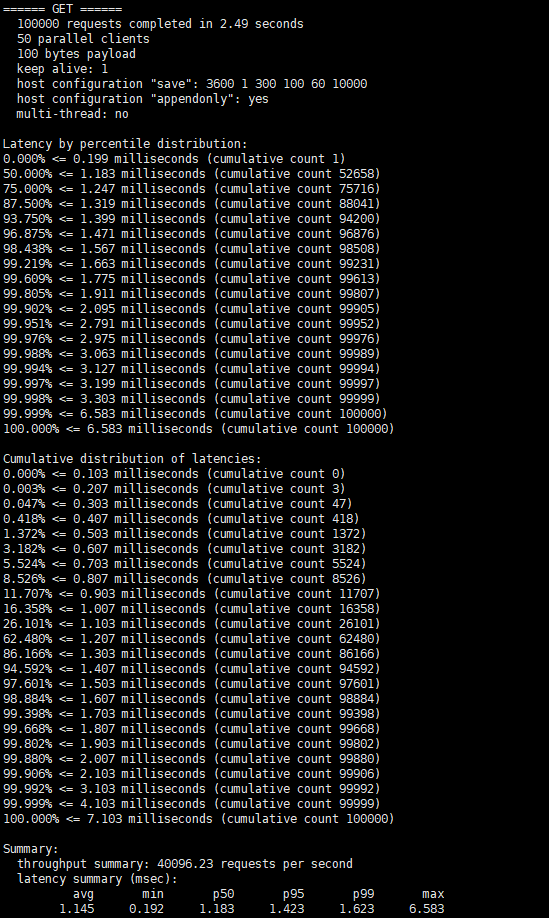 ====== GET ======
  100000 requests completed in 2.49 seconds
  50 parallel clients
  100 bytes payload
  keep alive: 1
  host configuration "save": 3600 1 300 100 60 10000
  host configuration "appendonly": yes
  multi-thread: no

Latency by percentile distribution:
0.000% <= 0.199 milliseconds (cumulative count 1)
50.000% <= 1.183 milliseconds (cumulative count 52658)
75.000% <= 1.247 milliseconds (cumulative count 75716)
87.500% <= 1.319 milliseconds (cumulative count 88041)
93.750% <= 1.399 milliseconds (cumulative count 94200)
96.875% <= 1.471 milliseconds (cumulative count 96876)
98.438% <= 1.567 milliseconds (cumulative count 98508)
99.219% <= 1.663 milliseconds (cumulative count 99231)
99.609% <= 1.775 milliseconds (cumulative count 99613)
99.805% <= 1.911 milliseconds (cumulative count 99807)
99.902% <= 2.095 milliseconds (cumulative count 99905)
99.951% <= 2.791 milliseconds (cumulative count 99952)
99.976% <= 2.975 milliseconds (cumulative count 99976)
99.988% <= 3.063 milliseconds (cumulative count 99989)
99.994% <= 3.127 milliseconds (cumulative count 99994)
99.997% <= 3.199 milliseconds (cumulative count 99997)
99.998% <= 3.303 milliseconds (cumulative count 99999)
99.999% <= 6.583 milliseconds (cumulative count 100000)
100.000% <= 6.583 milliseconds (cumulative count 100000)

Cumulative distribution of latencies:
0.000% <= 0.103 milliseconds (cumulative count 0)
0.003% <= 0.207 milliseconds (cumulative count 3)
0.047% <= 0.303 milliseconds (cumulative count 47)
0.418% <= 0.407 milliseconds (cumulative count 418)
1.372% <= 0.503 milliseconds (cumulative count 1372)
3.182% <= 0.607 milliseconds (cumulative count 3182)
5.524% <= 0.703 milliseconds (cumulative count 5524)
8.526% <= 0.807 milliseconds (cumulative count 8526)
11.707% <= 0.903 milliseconds (cumulative count 11707)
16.358% <= 1.007 milliseconds (cumulative count 16358)
26.101% <= 1.103 milliseconds (cumulative count 26101)
62.480% <= 1.207 milliseconds (cumulative count 62480)
86.166% <= 1.303 milliseconds (cumulative count 86166)
94.592% <= 1.407 milliseconds (cumulative count 94592)
97.601% <= 1.503 milliseconds (cumulative count 97601)
98.884% <= 1.607 milliseconds (cumulative count 98884)
99.398% <= 1.703 milliseconds (cumulative count 99398)
99.668% <= 1.807 milliseconds (cumulative count 99668)
99.802% <= 1.903 milliseconds (cumulative count 99802)
99.880% <= 2.007 milliseconds (cumulative count 99880)
99.906% <= 2.103 milliseconds (cumulative count 99906)
99.992% <= 3.103 milliseconds (cumulative count 99992)
99.999% <= 4.103 milliseconds (cumulative count 99999)
100.000% <= 7.103 milliseconds (cumulative count 100000)

Summary:
  throughput summary: 40096.23 requests per second
  latency summary (msec):
          avg       min       p50       p95       p99       max
        1.145     0.192     1.183     1.423     1.623     6.583